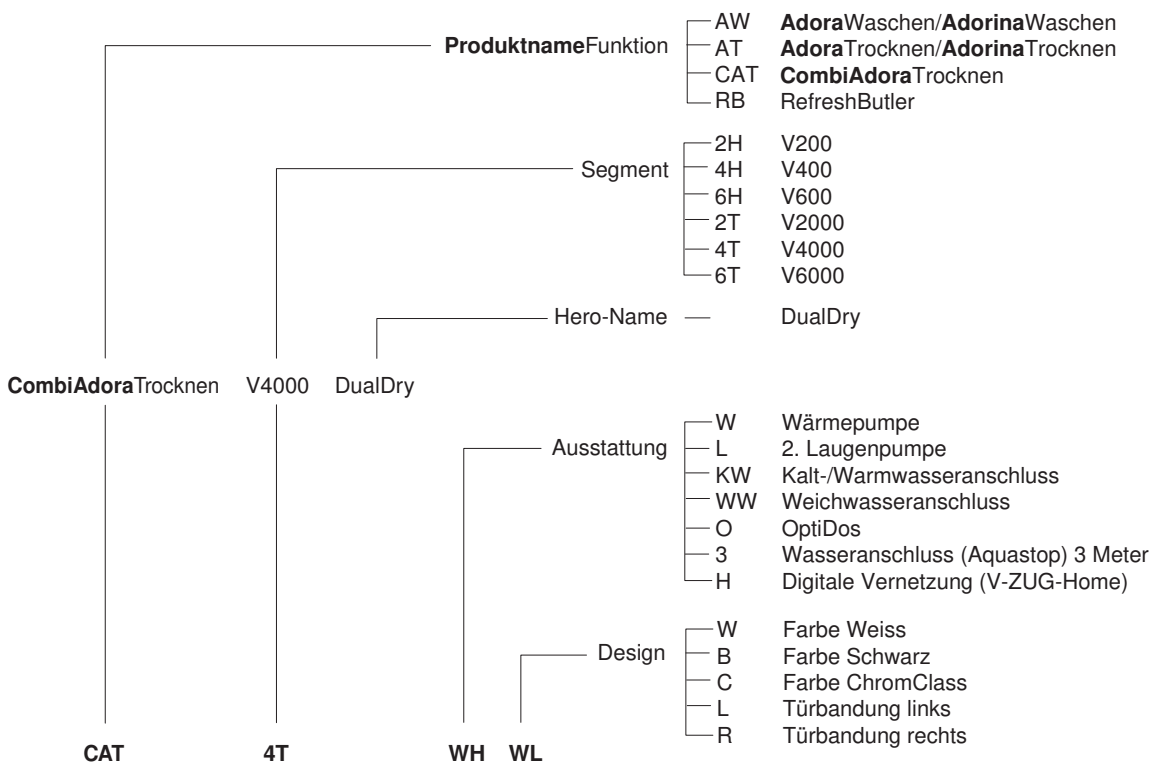 AW AdoraWaschen/AdorinaWaschen
ProduktnameFunktion
AT AdoraTrocknen/AdorinaTrocknen
CAT CombiAdoraTrocknen
RB RefreshButler
2H V200
Segment
4H V400
6H V600
2T V2000
4T V4000
6T V6000
Hero-Name — DualDry
CombiAdoraTrocknen V4000 DualDry
W Wärmepumpe
Ausstattung
L 2. Laugenpumpe
KW Kalt-/Warmwasseranschluss
WW Weichwasseranschluss
O OptiDos
3 Wasseranschluss (Aquastop) 3 Meter
H Digitale Vernetzung (V-ZUG-Home)
W Farbe Weiss
Design
B Farbe Schwarz
C Farbe ChromClass
L Türbandung links
R Türbandung rechts
CAT 4T WH WL